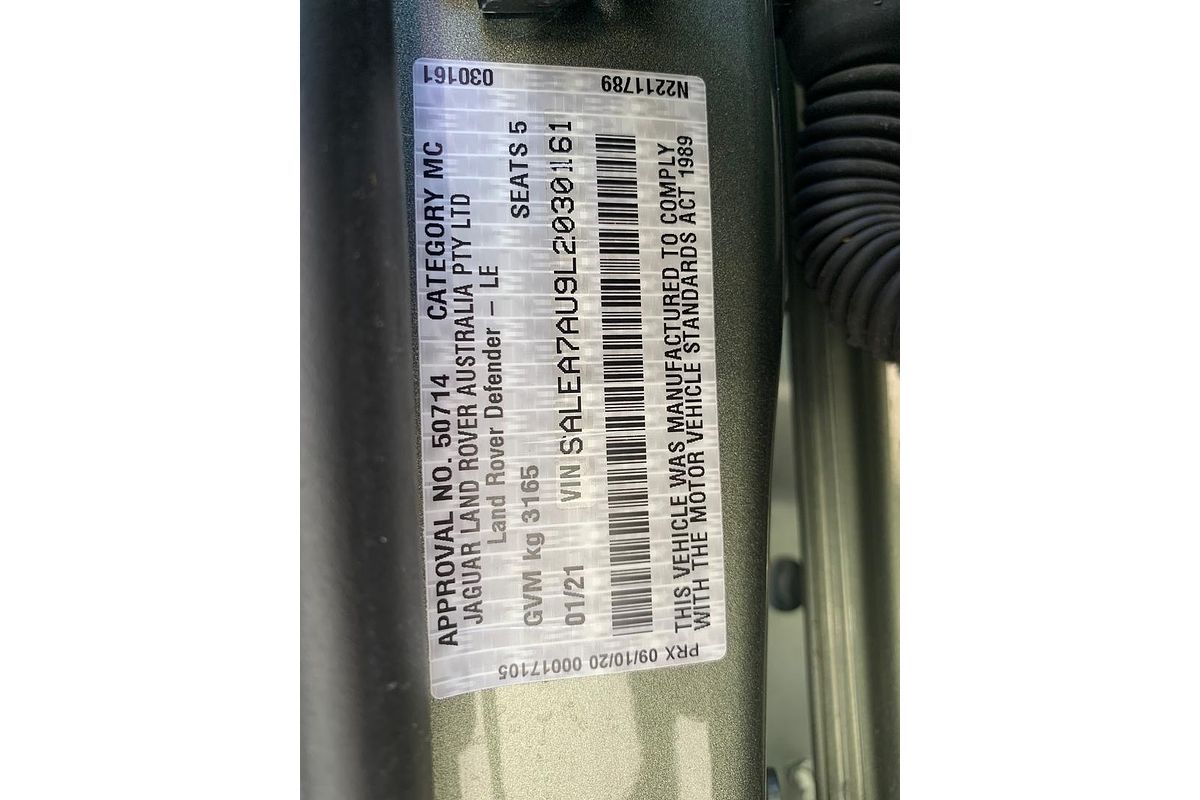 APPROVAL NO. 50714 CATEGORY MC
JAGUAR LAND ROVER AUSTRALIA PTY LTD
Land Rover Defender – LE
GVM kg 3165 SEATS 5
01/21 VIN SALEA7AU9L2030161
THIS VEHICLE WAS MANUFACTURED TO COMPLY
WITH THE MOTOR VEHICLE STANDARDS ACT 1989
030161
N2211789
PRX 09/10/20 00017105